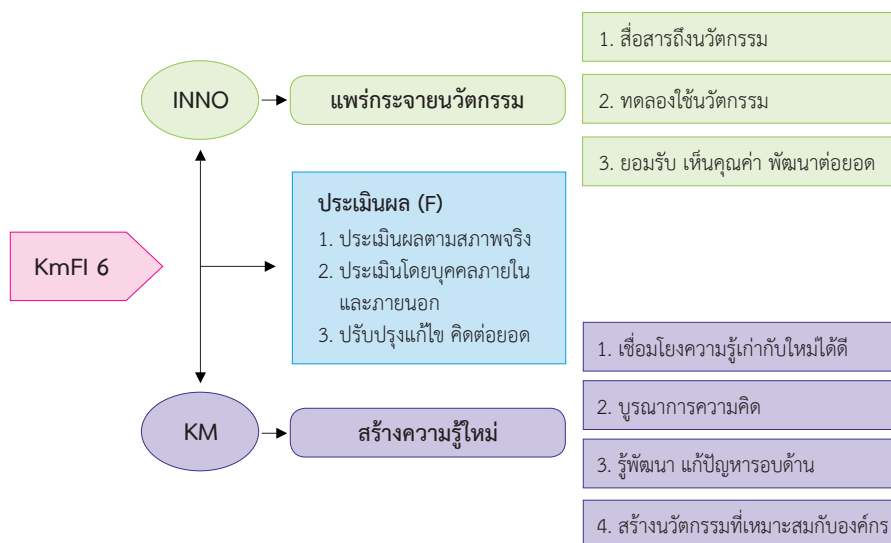 1. สื่อสารถึงนวัตกรรม
INNO
แพร่กระจายนวัตกรรม
2. ทดลองใช้นวัตกรรม
3. ยอมรับ เห็นคุณค่า พัฒนาต่อยอด
ประเมินผล (F)
1. ประเมินผลตามสภาพจริง
2. ประเมินโดยบุคคลภายใน
และภายนอก
3. ปรับปรุงแก้ไข คิดต่อยอด
KmFI 6
1. เชื่อมโยงความรู้เก่ากับใหม่ได้ดี
2. บูรณาการความคิด
KM
สร้างความรู้ใหม่
3. รู้พัฒนา แก้ปัญหารอบด้าน
4. สร้างนวัตกรรมที่เหมาะสมกับองค์กร